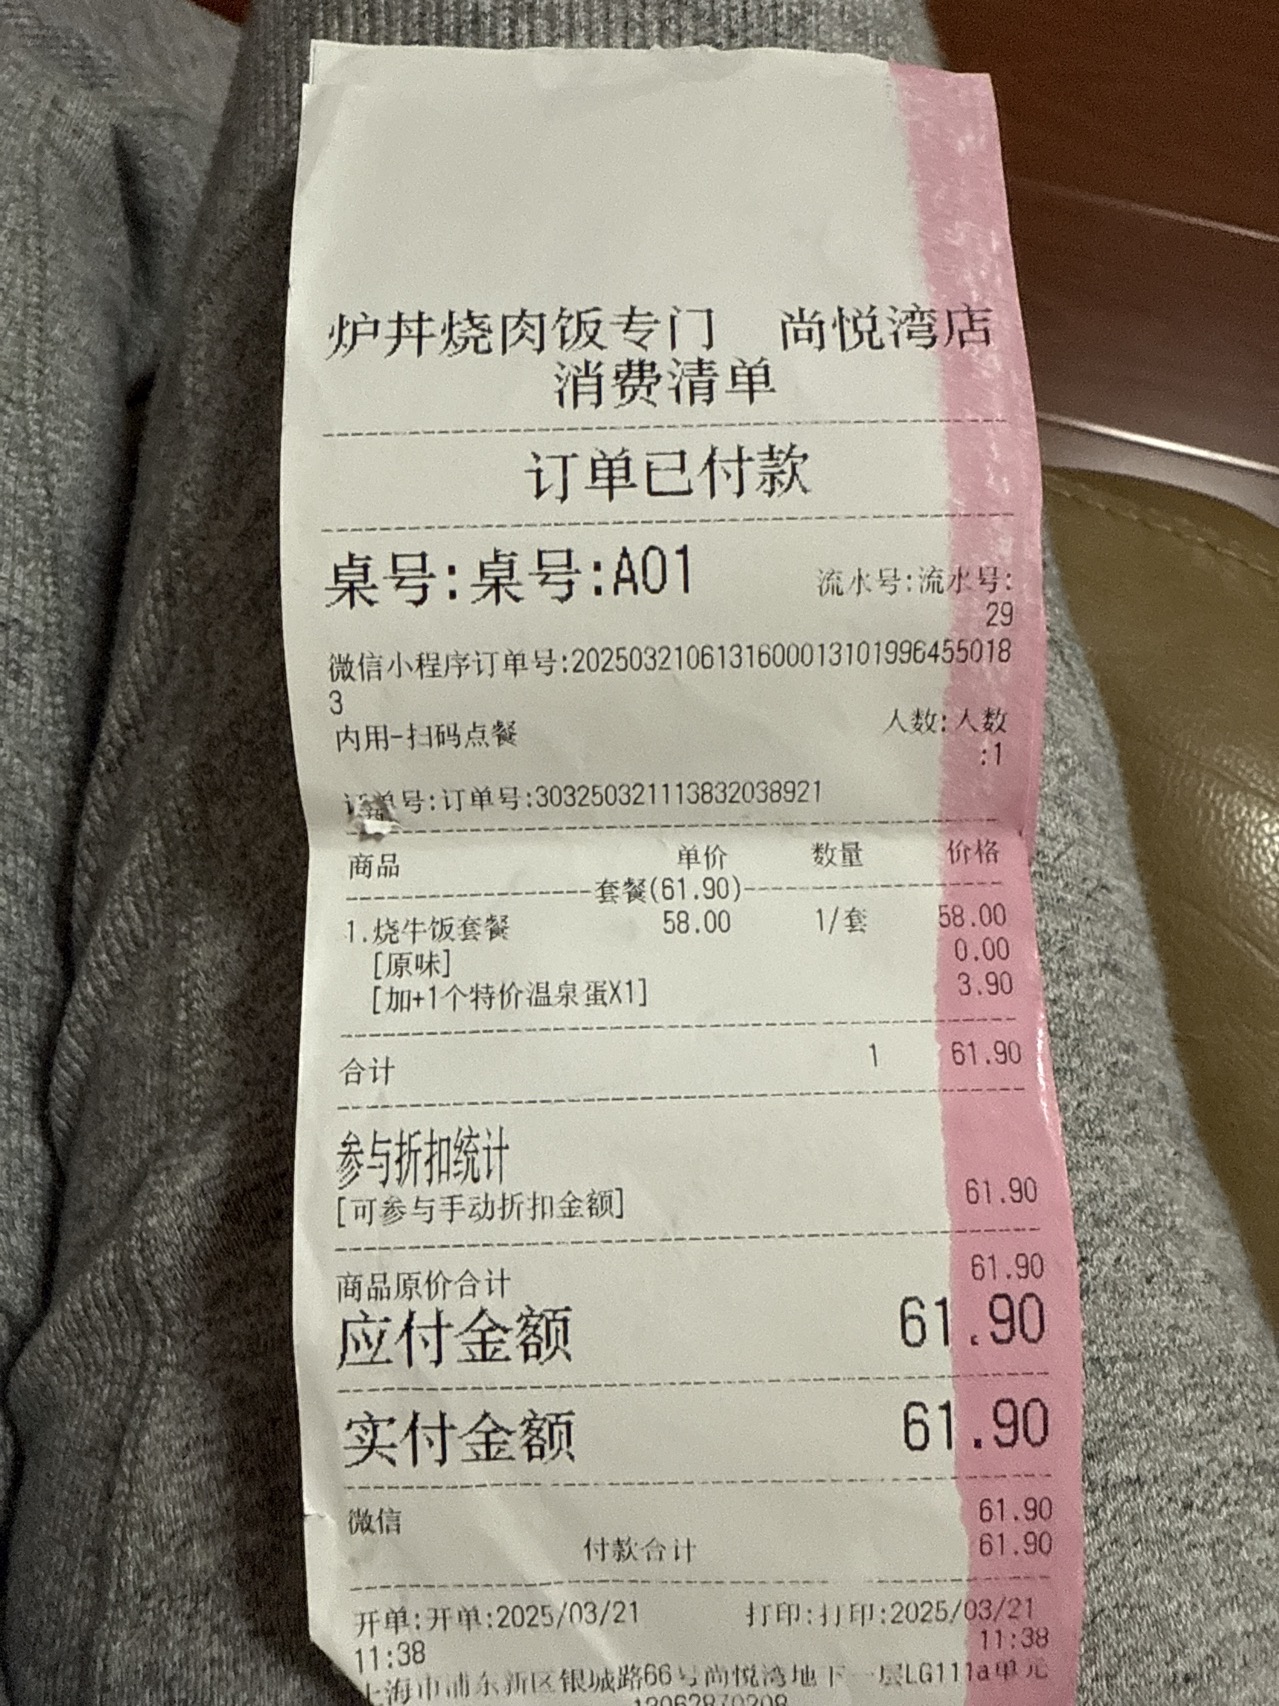 炉丼烧肉饭专门 尚悦湾店
消费清单
订单已付款
桌号:桌号:A01 流水号:流水号:
29
微信小程序订单号:202503210613160001310199645501​8
3
内用-扫码点餐 人数:人数
:1
订单号:订单号:303250321113832038921
商品 单价 数量 价格
套餐(61.90)
1.烧牛饭套餐 58.00 1/套 58.00
[原味] 0.00
[加+1个特价温泉蛋X1] 3.90
合计 1 61.90
参与折扣统计
[可参与手动折扣金额] 61.90
商品原价合计 61.90
应付金额 61.90
实付金额 61.90
微信 61.90
付款合计 61.90
开单:开单:2025/03/21 打印:打印:2025/03/21
11:38 11:38
上海市浦东新区银城路66号尚悦湾地下一层LG111a单元